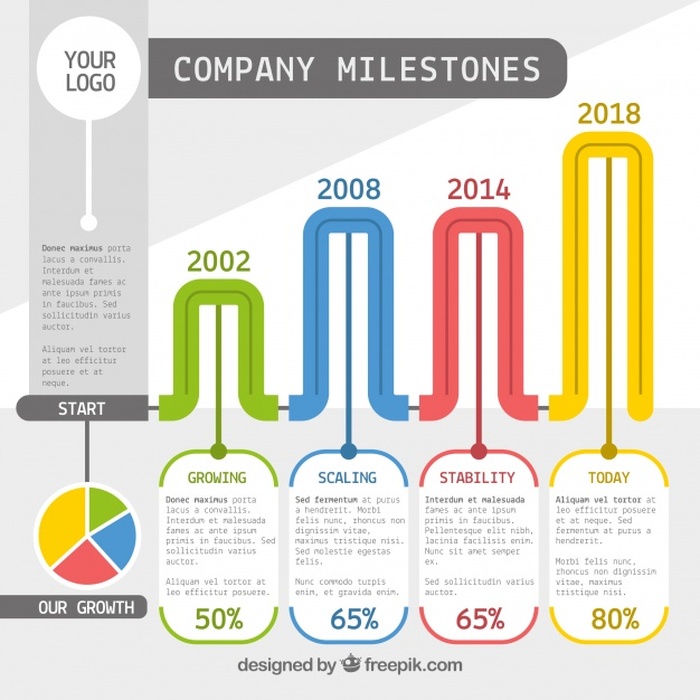 YOUR
LOGO
COMPANY MILESTONES
Donec maximus porta
lacus a convallis.
Interdum et
malesuada fames ac
ante ipsum primis
in faucibus. Sed
sollicitudin varius
auctor.
Aliquam vel tortor
at leo efficitur
posuere et at
neque.
2002
2008
2014
2018
START
GROWING
Donec maximus porta
lacus a convallis.
Interdum et malesuada
fames ac ante ipsum
primis in faucibus. Sed
sollicitudin varius
auctor.
Aliquam vel tortor at
leo efficitur posuere.
50%
SCALING
Sed fermentum at purus
a hendrerit. Morbi
felis nunc, rhoncus non
dignissim vitae,
maximus tristique nisi.
Sed molestie egestas
felis.
Nunc commodo turpis
enim, et gravida enim.
65%
STABILITY
Interdum et malesuada
fames ac ante ipsum
primis in faucibus.
Pellentesque elit nibh,
lacinia facilisis enim.
Nunc sit amet semper
ex.
Sed sollicitudin varius
auctor.
65%
TODAY
Aliquam vel tortor at
leo efficitur posuere
et at neque. Sed
fermentum at purus a
hendrerit.
Morbi felis nunc,
rhoncus non dignissim
vitae, maximus
tristique nisi.
80%
OUR GROWTH
designed by freepik.com